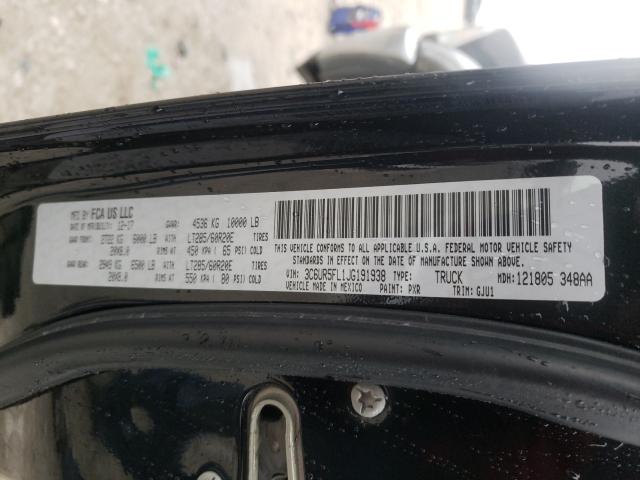 MFD BY FCA US LLC
DATE OF MFR 12-17 GVWR: 4536 KG 10000 LB
GAWR FRONT 2722 KG 6000 LB WITH LT285/60R20E TIRES
20X8.0 RIMS AT 450 KPA ( 65 PSI) COLD
GAWR REAR 2949 KG 6500 LB WITH LT285/60R20E TIRES
20X8.0 RIMS AT 550 KPA ( 80 PSI) COLD
THIS VEHICLE CONFORMS TO ALL APPLICABLE U.S.A. FEDERAL MOTOR VEHICLE SAFETY
STANDARDS IN EFFECT ON THE DATE OF MANUFACTURE SHOWN ABOVE.
VIN: 3C6UR5FL1JG191938 TYPE: TRUCK MDH: 121805 348AA
VEHICLE MADE IN MEXICO PAINT: PXR TRIM: GJU1